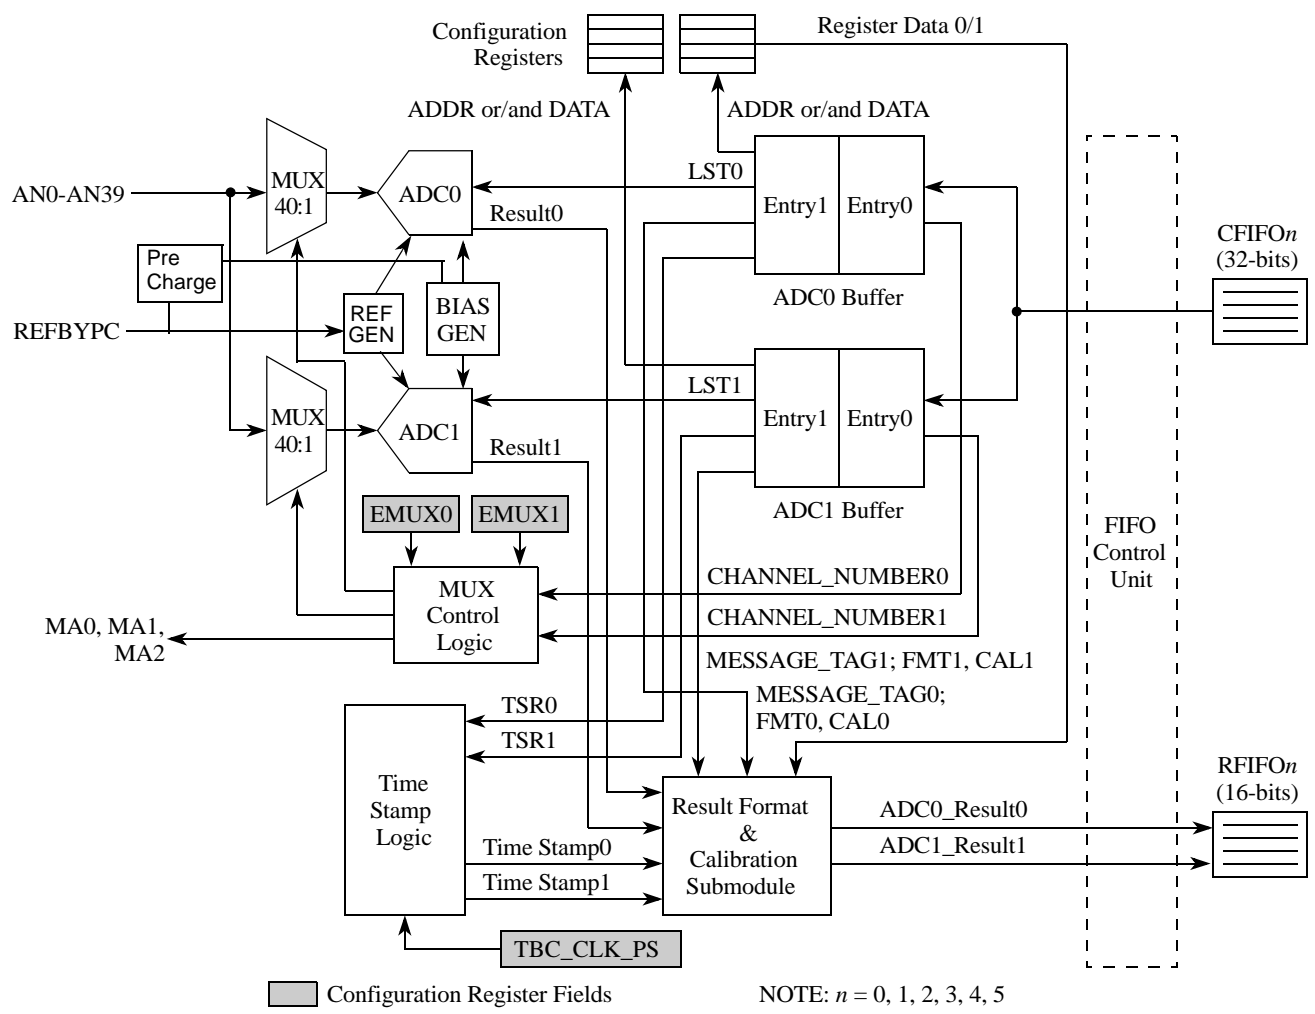 Configuration
Registers
Register Data 0/1
ADDR or/and DATA
ADDR or/and DATA
AN0-AN39
MUX
40:1
ADC0
LST0
Result0
Entry1
Entry0
ADC0 Buffer
CFIFOn
(32-bits)
Pre
Charge
REFBYPC
REF
GEN
BIAS
GEN
MUX
40:1
ADC1
LST1
Result1
Entry1
Entry0
ADC1 Buffer
FIFO
Control
Unit
EMUX0
EMUX1
MUX
Control
Logic
CHANNEL_NUMBER0
CHANNEL_NUMBER1
MA0, MA1,
MA2
MESSAGE_TAG1; FMT1, CAL1
MESSAGE_TAG0;
FMT0, CAL0
TSR0
TSR1
Time
Stamp
Logic
Time Stamp0
Time Stamp1
Result Format
&
Calibration
Submodule
ADC0_Result0
ADC1_Result1
RFIFOn
(16-bits)
TBC_CLK_PS
Configuration Register Fields
NOTE: n = 0, 1, 2, 3, 4, 5